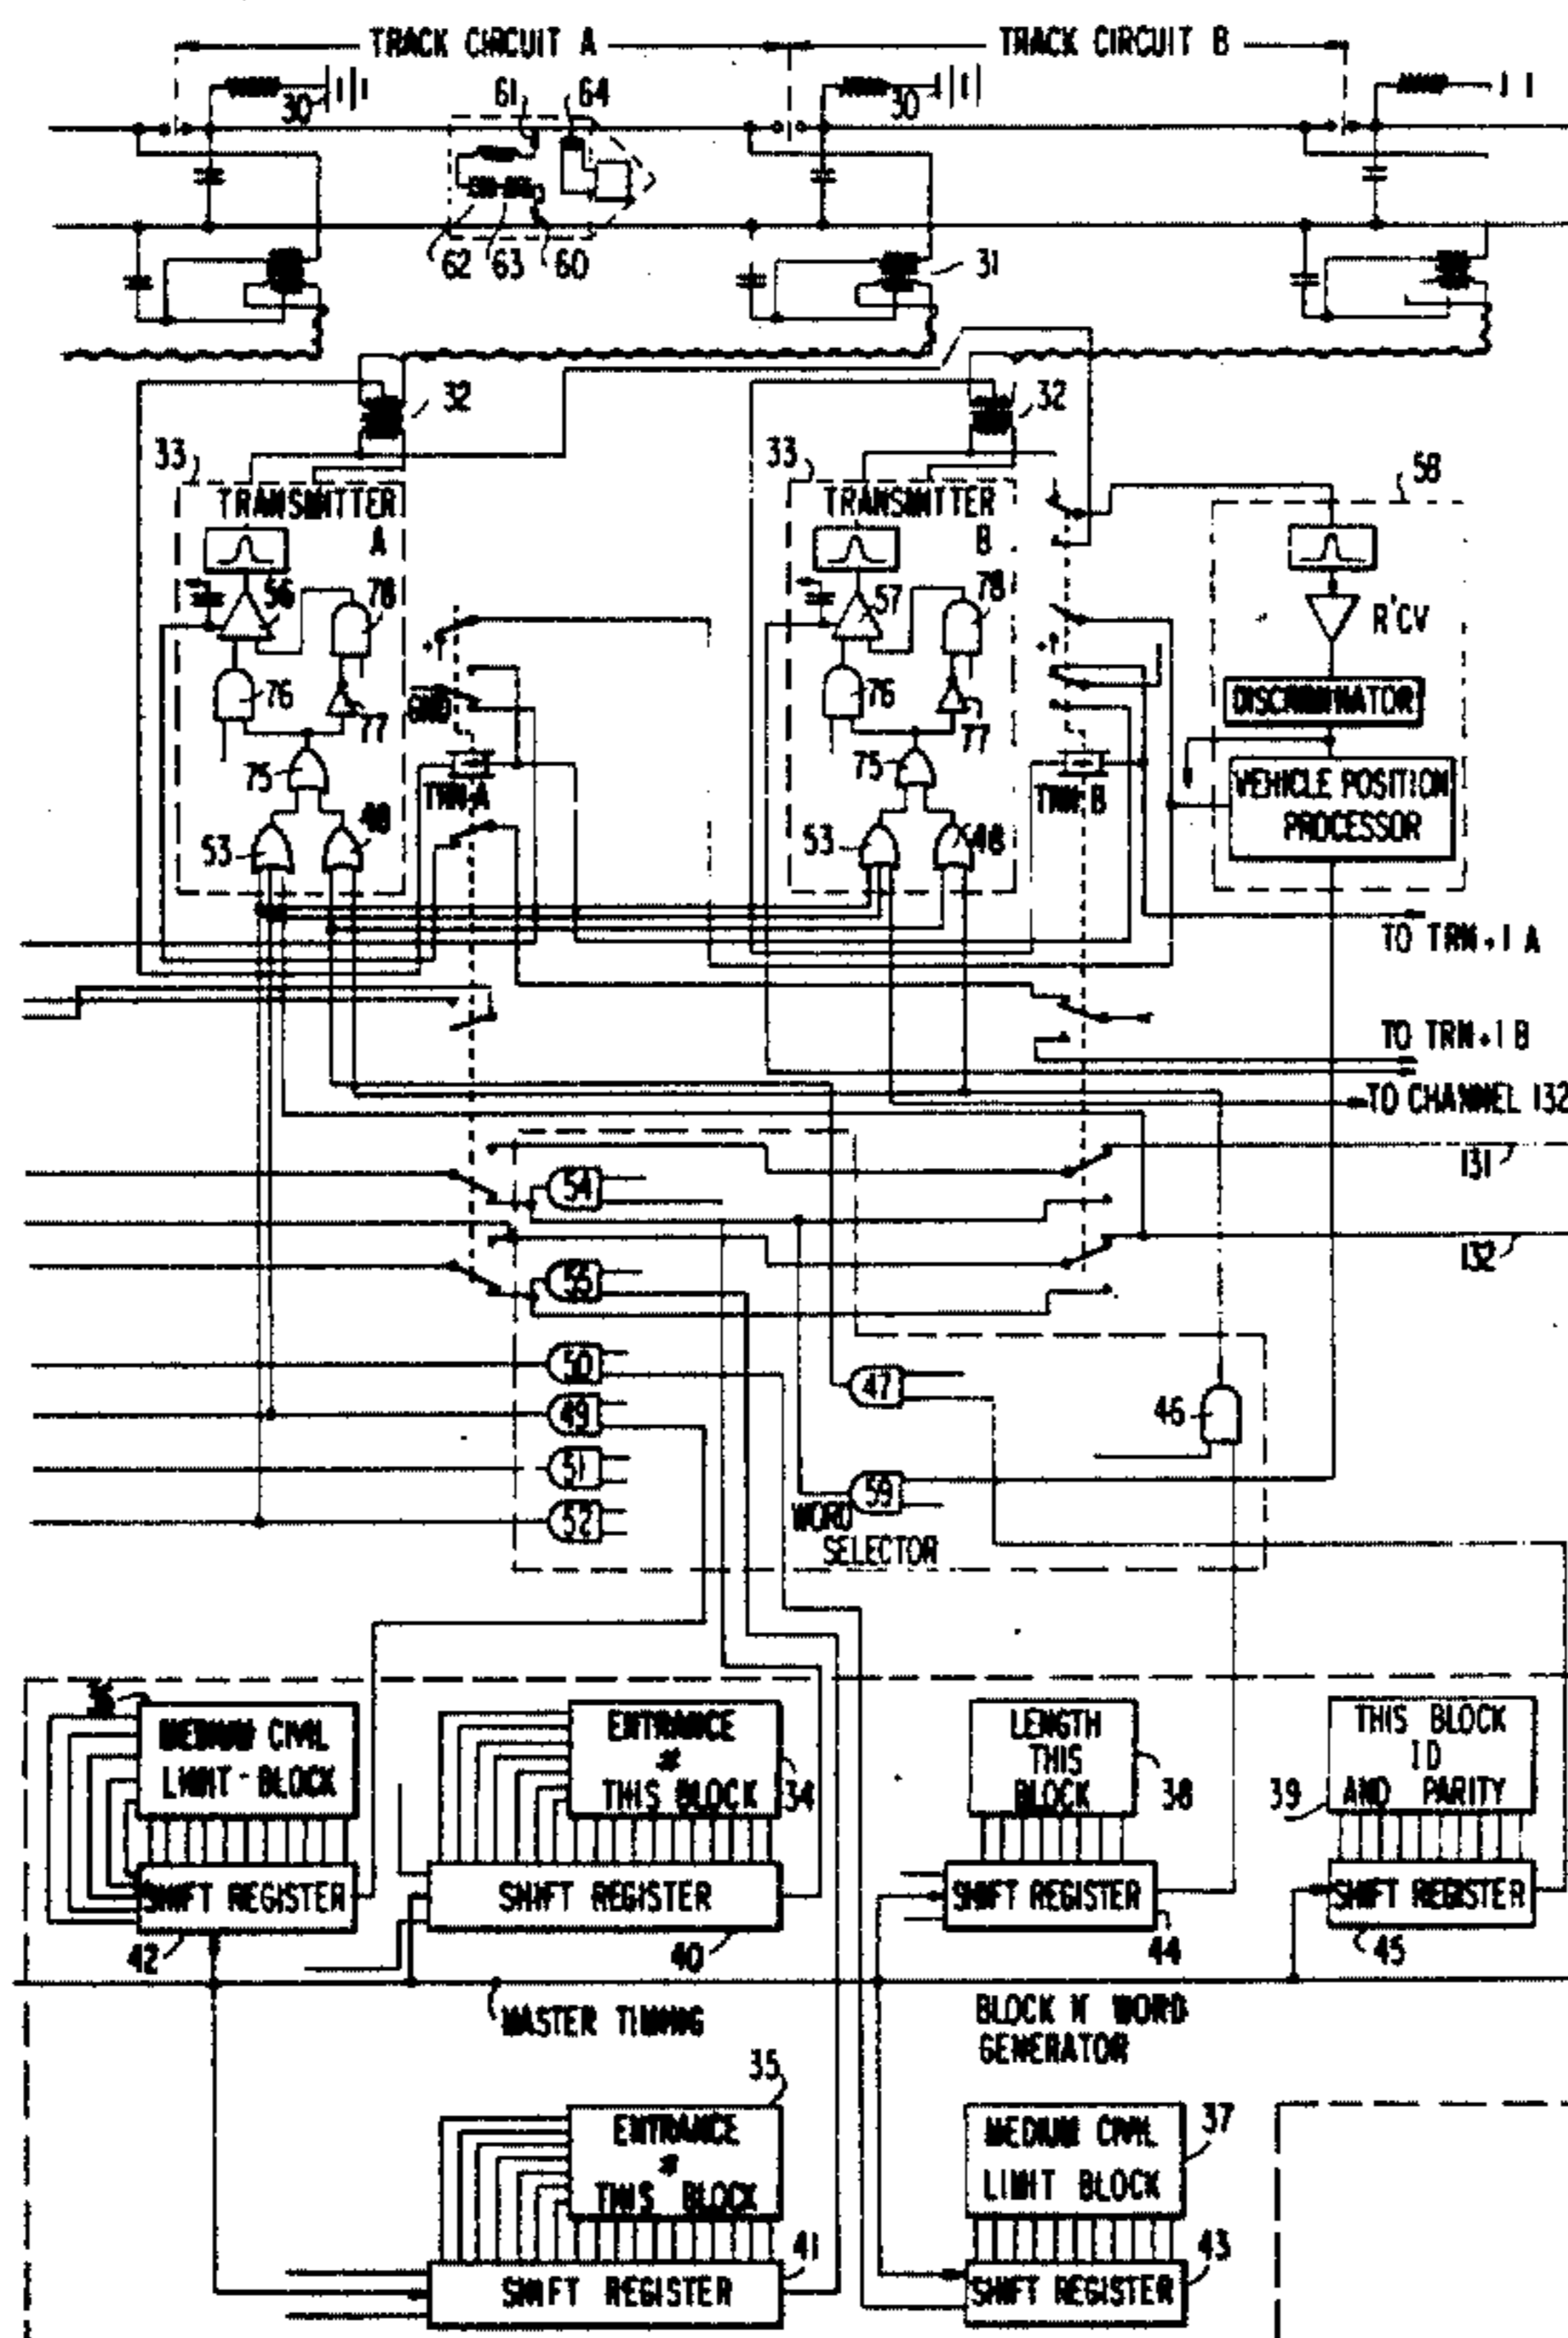 TRACK CIRCUIT A
TRACK CIRCUIT B
30
61
64
30
62
63
60
31
32
32
33
33
58
TRANSMITTER
A
TRANSMITTER
B
56
78
57
78
R'CV
76
77
GND
76
77
DISCRIMINATOR
75
TRN-A
75
TRN-B
VEHICLE POSITION
PROCESSOR
53
48
53
48
TO TRN+1 A
TO TRN+1 B
TO CHANNEL 132
54
131
55
132
50
47
49
46
51
59
52
WORD
SELECTOR
36
MEDIUM CIVIL
LIMIT-BLOCK
ENTRANCE
#
THIS BLOCK
34
LENGTH
THIS
BLOCK
38
39
THIS BLOCK
ID
AND PARITY
SHIFT REGISTER
SHIFT REGISTER
SHIFT REGISTER
SHIFT REGISTER
42
40
44
45
MASTER TIMING
BLOCK N WORD
GENERATOR
35
ENTRANCE
#
THIS BLOCK
37
MEDIUM CIVIL
LIMIT BLOCK
41
43
SHIFT REGISTER
SHIFT REGISTER